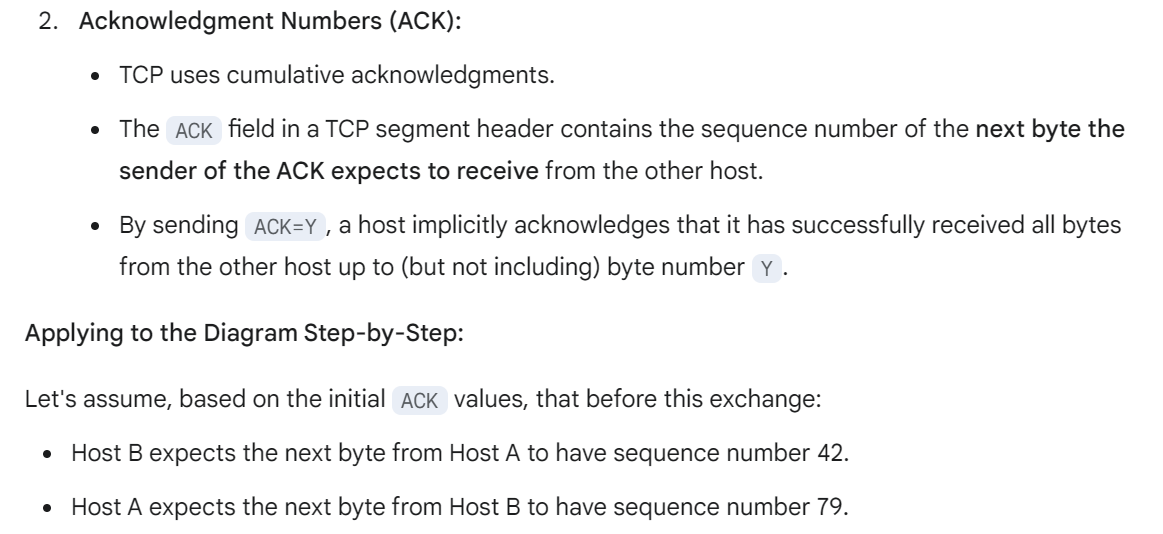 2. Acknowledgment Numbers (ACK):
• TCP uses cumulative acknowledgments.
• The ACK field in a TCP segment header contains the sequence number of the next byte the
sender of the ACK expects to receive from the other host.
• By sending ACK=Y, a host implicitly acknowledges that it has successfully received all bytes
from the other host up to (but not including) byte number Y.
Applying to the Diagram Step-by-Step:
Let's assume, based on the initial ACK values, that before this exchange:
• Host B expects the next byte from Host A to have sequence number 42.
• Host A expects the next byte from Host B to have sequence number 79.